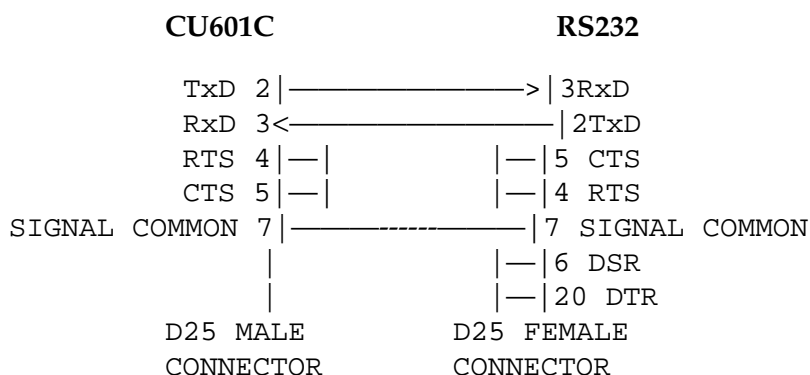 CU601C RS232
TxD 2|————————>|3RxD
RxD 3<—————————|2TxD
RTS 4|—| |—|5 CTS
CTS 5|—| |—|4 RTS
SIGNAL COMMON 7|———------———|7 SIGNAL COMMON
| |—|6 DSR
| |—|20 DTR
D25 MALE D25 FEMALE
CONNECTOR CONNECTOR